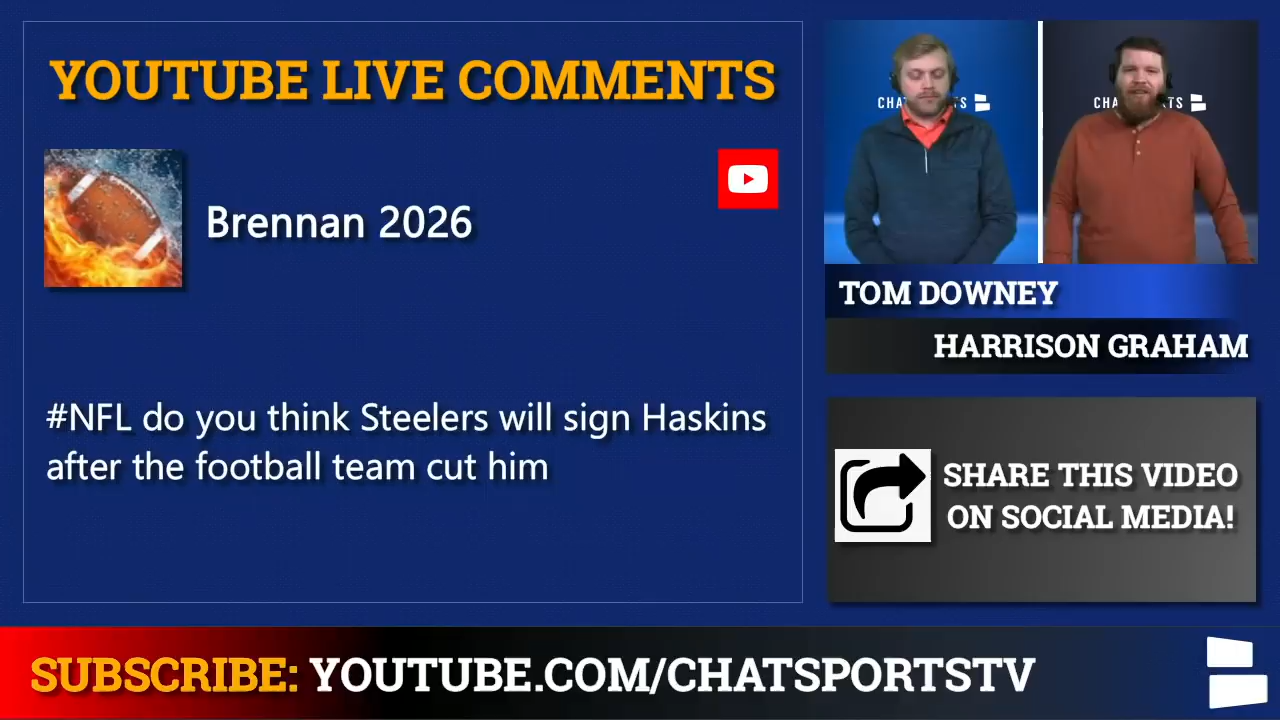 YOUTUBE LIVE COMMENTS
Brennan 2026
#NFL do you think Steelers will sign Haskins
after the football team cut him
TOM DOWNEY
HARRISON GRAHAM
SHARE THIS VIDEO
ON SOCIAL MEDIA!
SUBSCRIBE: YOUTUBE.COM/CHATSPORTSTV